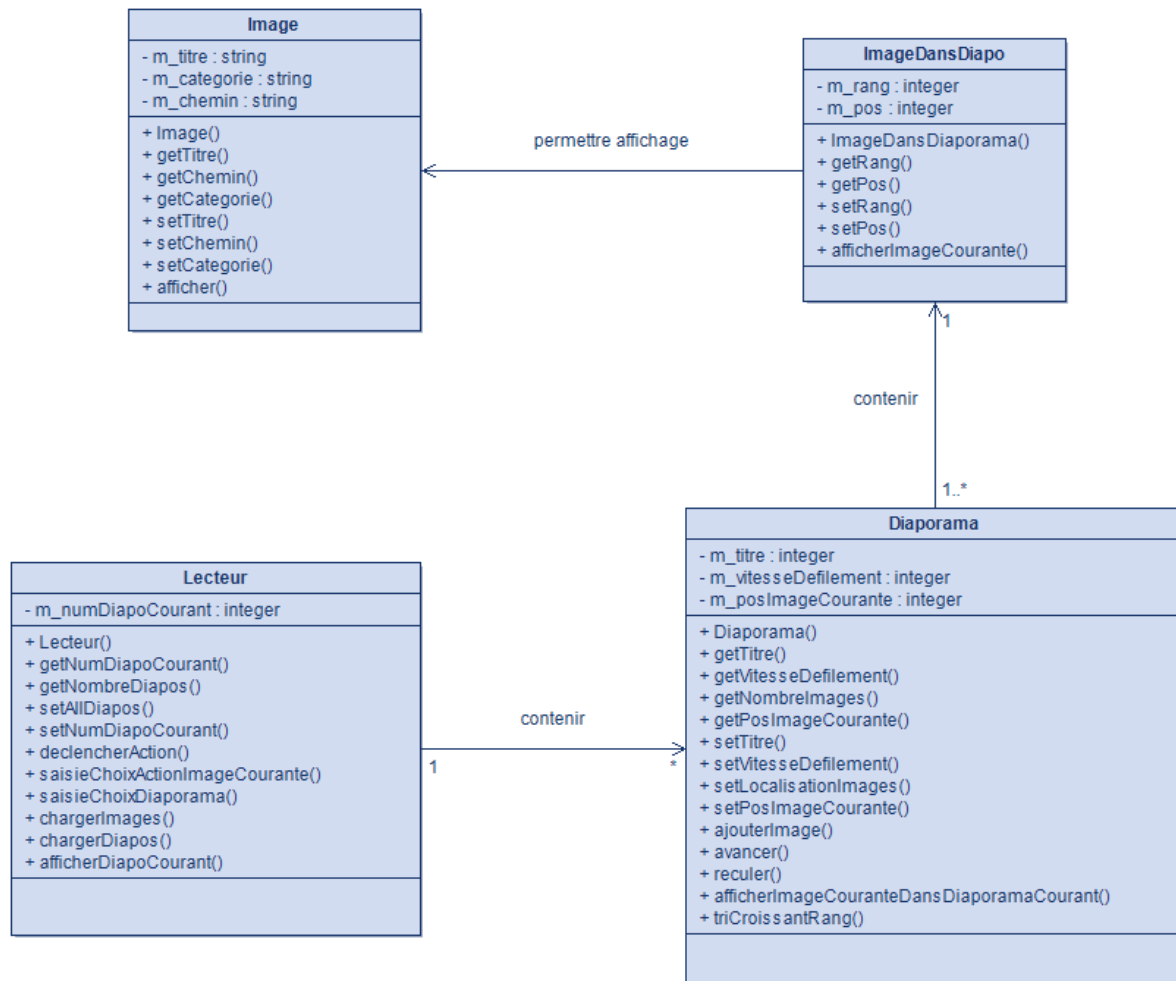 Image
- m_titre : string
- m_categorie : string
- m_chemin : string
+ Image()
+ getTitre()
+ getChemin()
+ getCategorie()
+ setTitre()
+ setChemin()
+ setCategorie()
+ afficher()
permettre affichage
ImageDansDiapo
- m_rang : integer
- m_pos : integer
+ ImageDansDiaporama()
+ getRang()
+ getPos()
+ setRang()
+ setPos()
+ afficherImageCourante()
1
contenir
1..*
Lecteur
- m_numDiapoCourant : integer
+ Lecteur()
+ getNumDiapoCourant()
+ getNombreDiapos()
+ setAllDiapos()
+ setNumDiapoCourant()
+ declencherAction()
+ saisieChoixActionImageCourante()
+ saisieChoixDiaporama()
+ chargerImages()
+ chargerDiapos()
+ afficherDiapoCourant()
contenir
1
*
Diaporama
- m_titre : integer
- m_vitesseDefilement : integer
- m_posImageCourante : integer
+ Diaporama()
+ getTitre()
+ getVitesseDefilement()
+ getNombreImages()
+ getPosImageCourante()
+ setTitre()
+ setVitesseDefilement()
+ setLocalisationImages()
+ setPosImageCourante()
+ ajouterImage()
+ avancer()
+ reculer()
+ afficherImageCouranteDansDiaporamaCourant()
+ triCroissantRang()